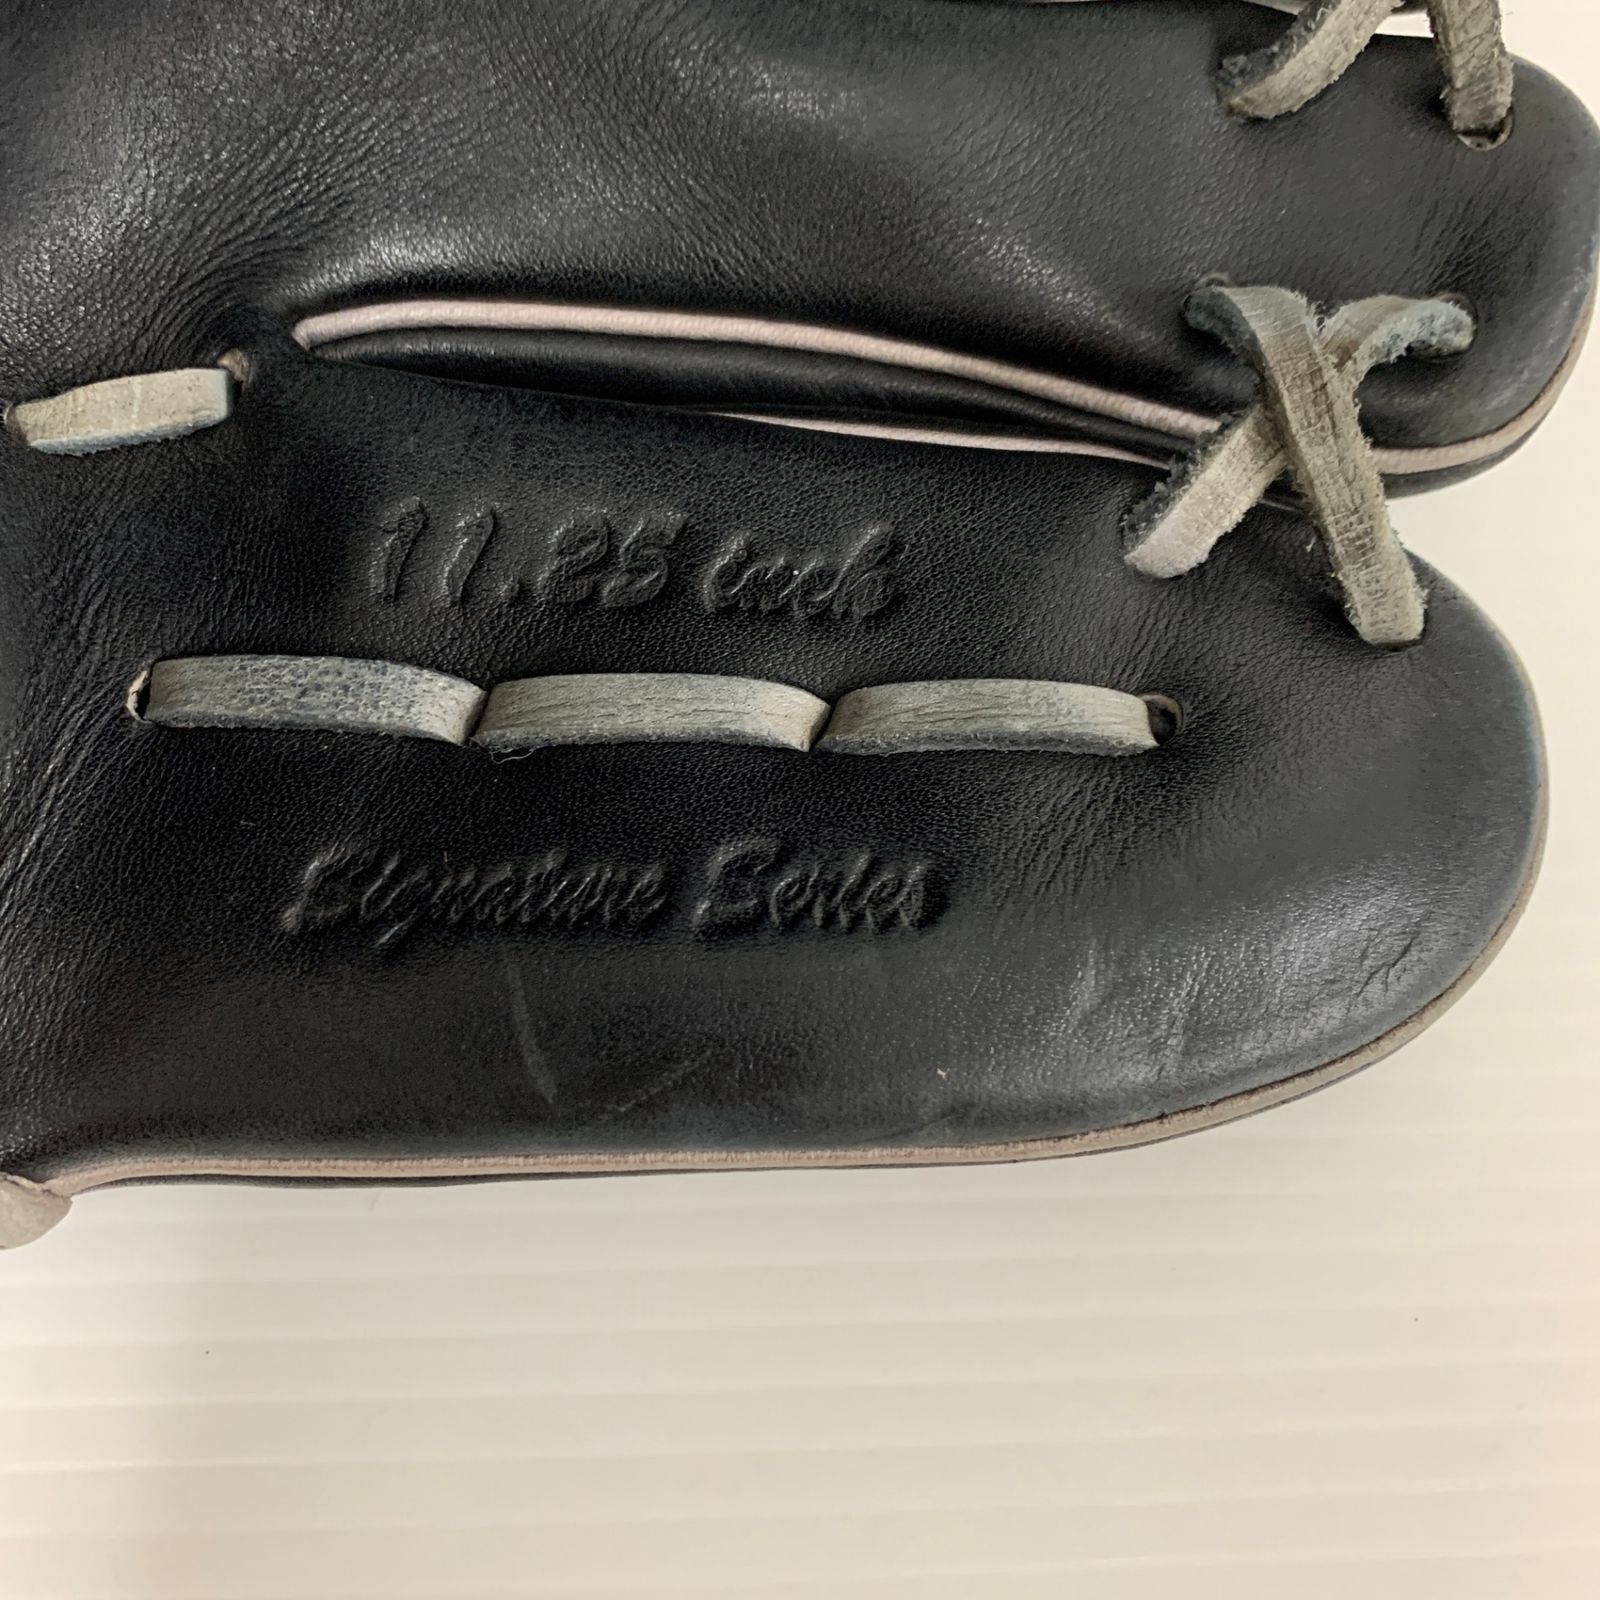 11.25 inch
Signature Series